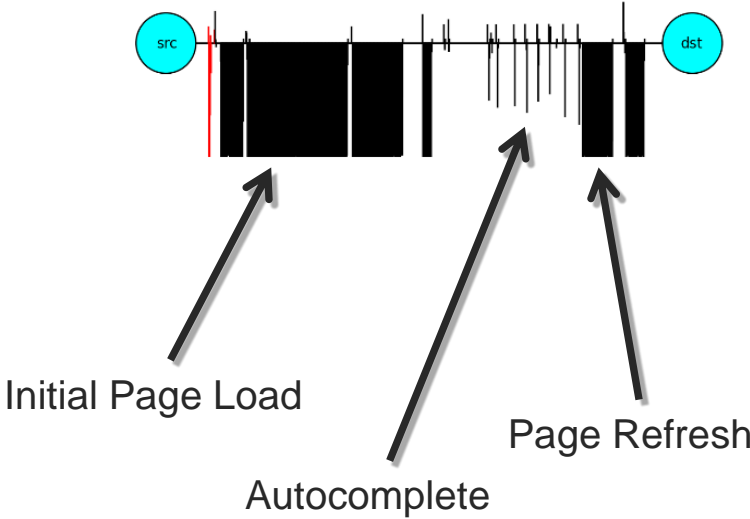 src
dst
Initial Page Load
Page Refresh
Autocomplete